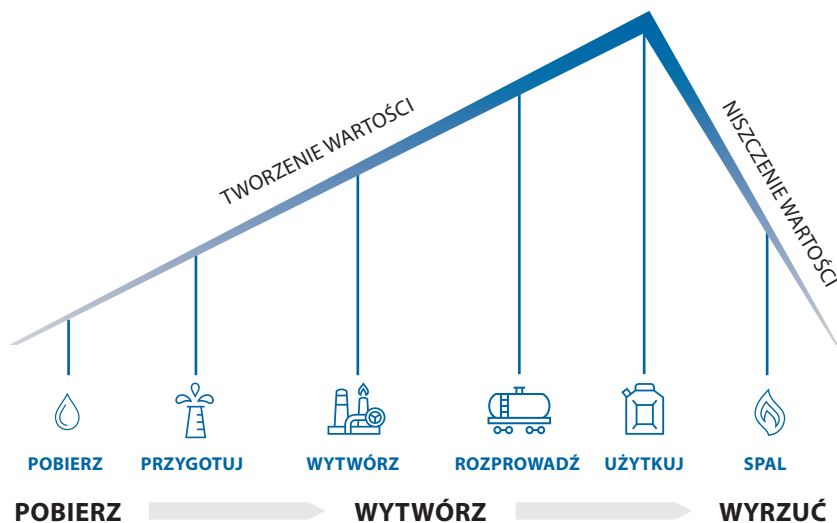 TWORZENIE WARTOŚCI
NISZCZENIE WARTOŚCI
POBIERZ
PRZYGOTUJ
WYTWÓRZ
ROZPROWADŹ
UŻYTKUJ
SPAL
POBIERZ
WYTWÓRZ
WYRZUĆ